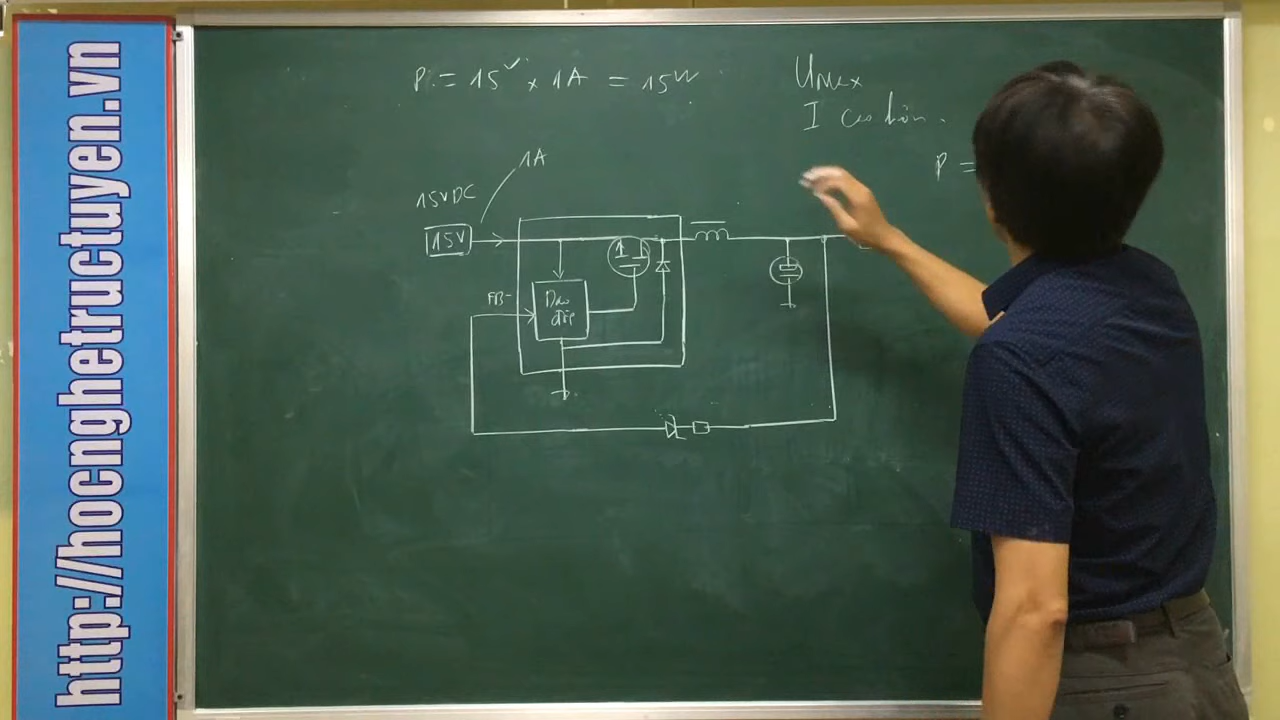 http://hocnghetructuyen.vn
P = 15V x 1A = 15W
UMax
I cao hơn.
P =
1A
15VDC
15V
FB-
Dao
động